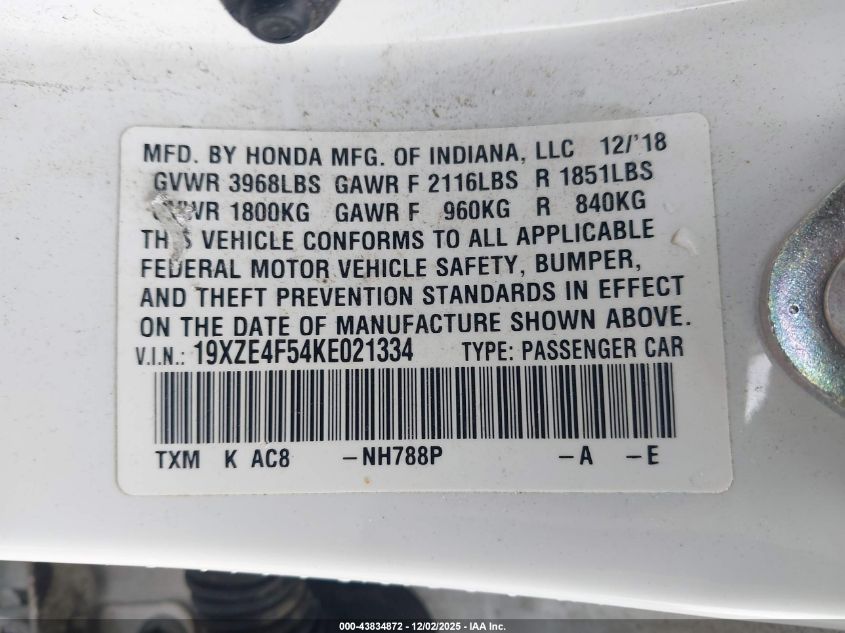 MFD. BY HONDA MFG. OF INDIANA, LLC 12/'18
GVWR 3968LBS GAWR F 2116LBS R 1851LBS
GVWR 1800KG GAWR F 960KG R 840KG
THIS VEHICLE CONFORMS TO ALL APPLICABLE
FEDERAL MOTOR VEHICLE SAFETY, BUMPER,
AND THEFT PREVENTION STANDARDS IN EFFECT
ON THE DATE OF MANUFACTURE SHOWN ABOVE.
V.I.N.: 19XZE4F54KE021334 TYPE: PASSENGER CAR
TXM K AC8 -NH788P -A -E
000-43834872 - 12/02/2025 - IAA Inc.